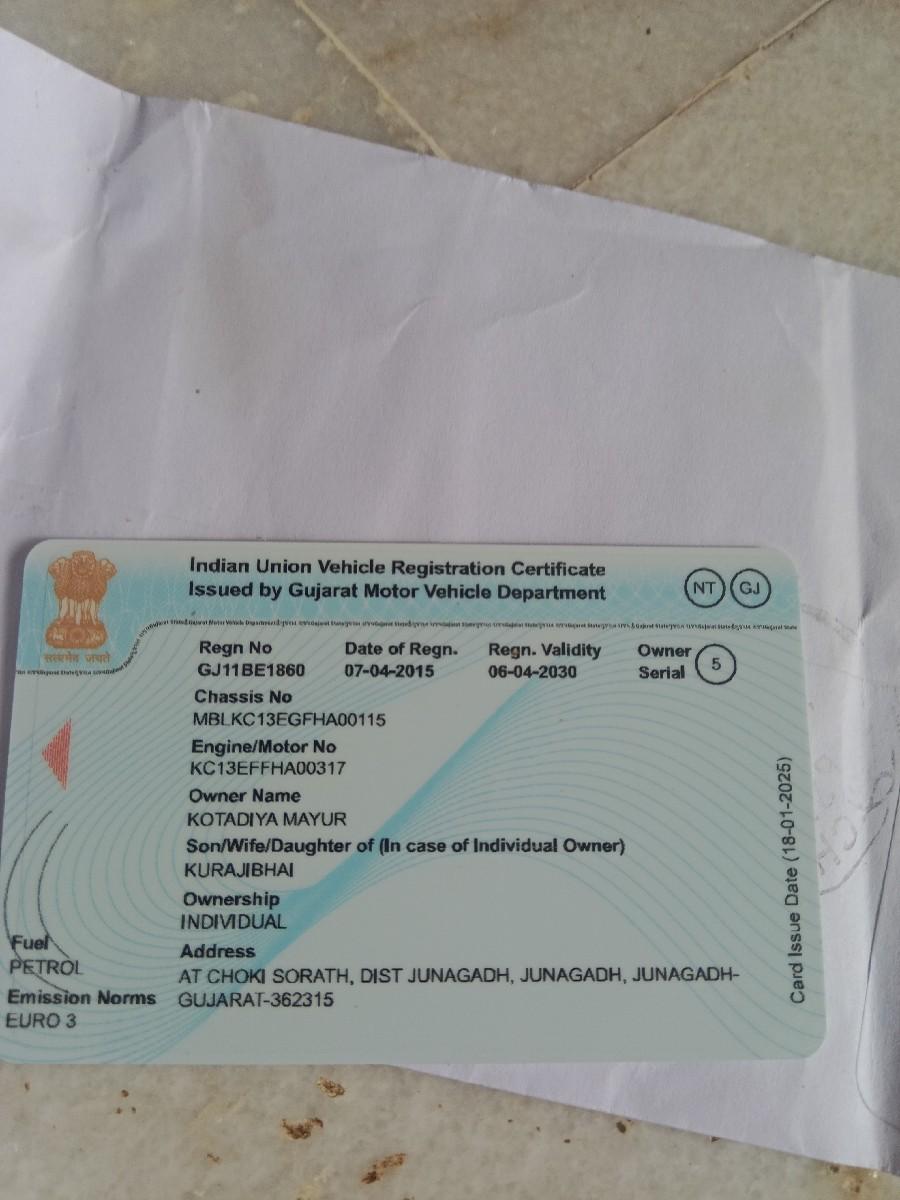 Indian Union Vehicle Registration Certificate
Issued by Gujarat Motor Vehicle Department
NT GJ
सत्यमेव जयते
Regn No Date of Regn. Regn. Validity Owner Serial 5
GJ11BE1860 07-04-2015 06-04-2030
Chassis No
MBLKC13EGFHA00115
Engine/Motor No
KC13EFFHA00317
Owner Name
KOTADIYA MAYUR
Son/Wife/Daughter of (In case of Individual Owner)
KURAJIBHAI
Ownership
INDIVIDUAL
Fuel
PETROL
Emission Norms
EURO 3
Address
AT CHOKI SORATH, DIST JUNAGADH, JUNAGADH, JUNAGADH-
GUJARAT-362315
Card Issue Date (18-01-2025)